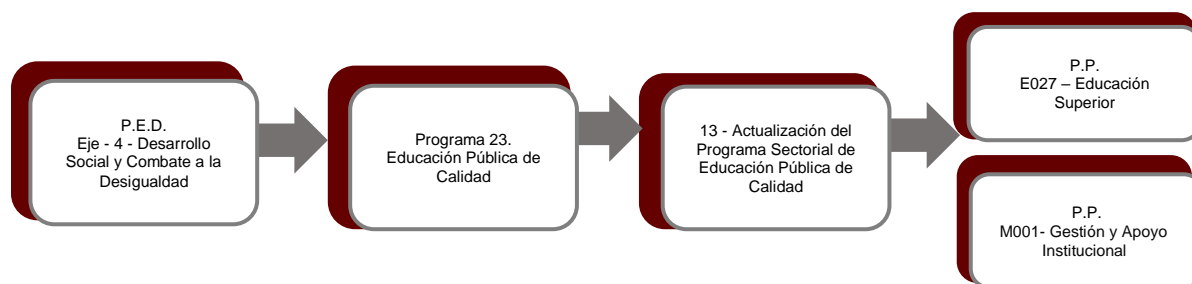 P.E.D.
Eje - 4 - Desarrollo
Social y Combate a la
Desigualdad
Programa 23.
Educación Pública de
Calidad
13 - Actualización del
Programa Sectorial de
Educación Pública de
Calidad
P.P.
E027 – Educación
Superior
P.P.
M001- Gestión y Apoyo
Institucional